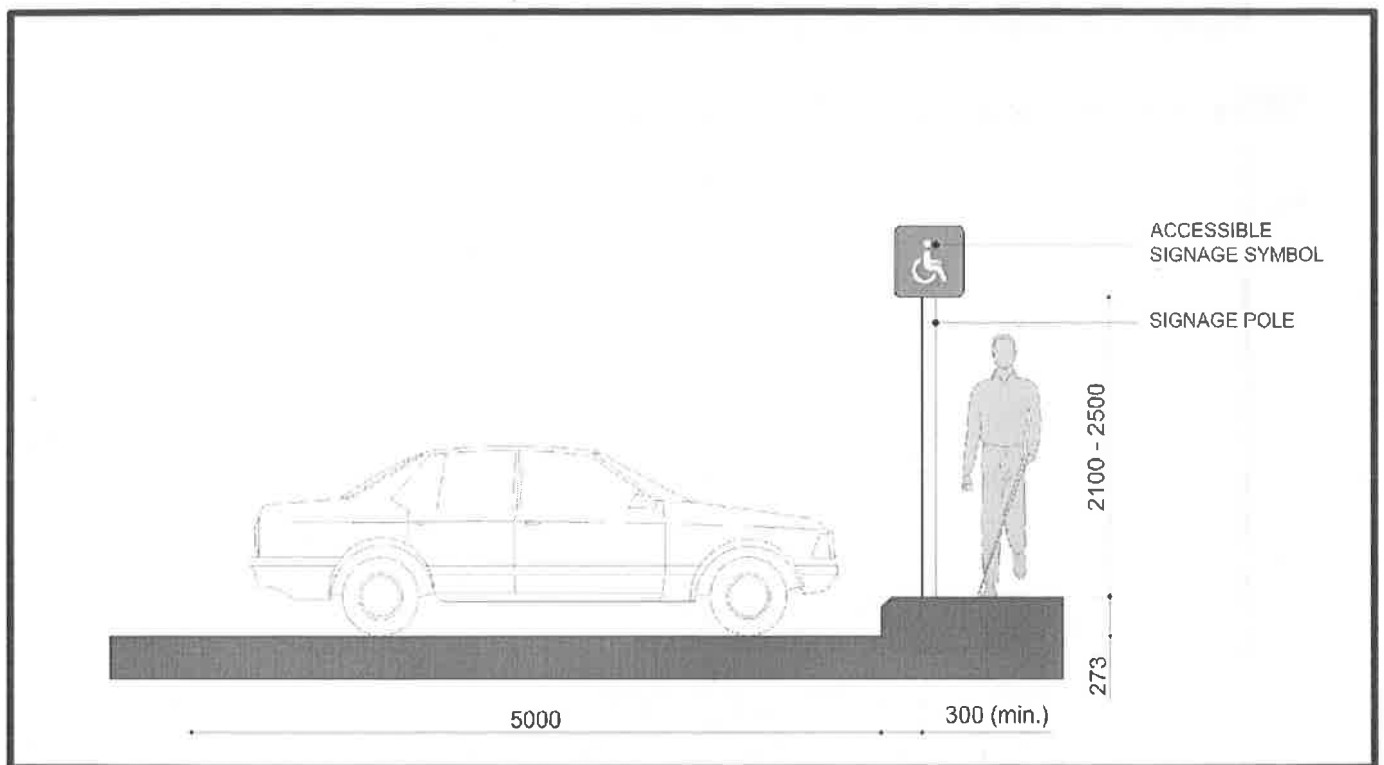 ACCESSIBLE
SIGNAGE SYMBOL
SIGNAGE POLE
2100 - 2500
273
5000
300 (min.)